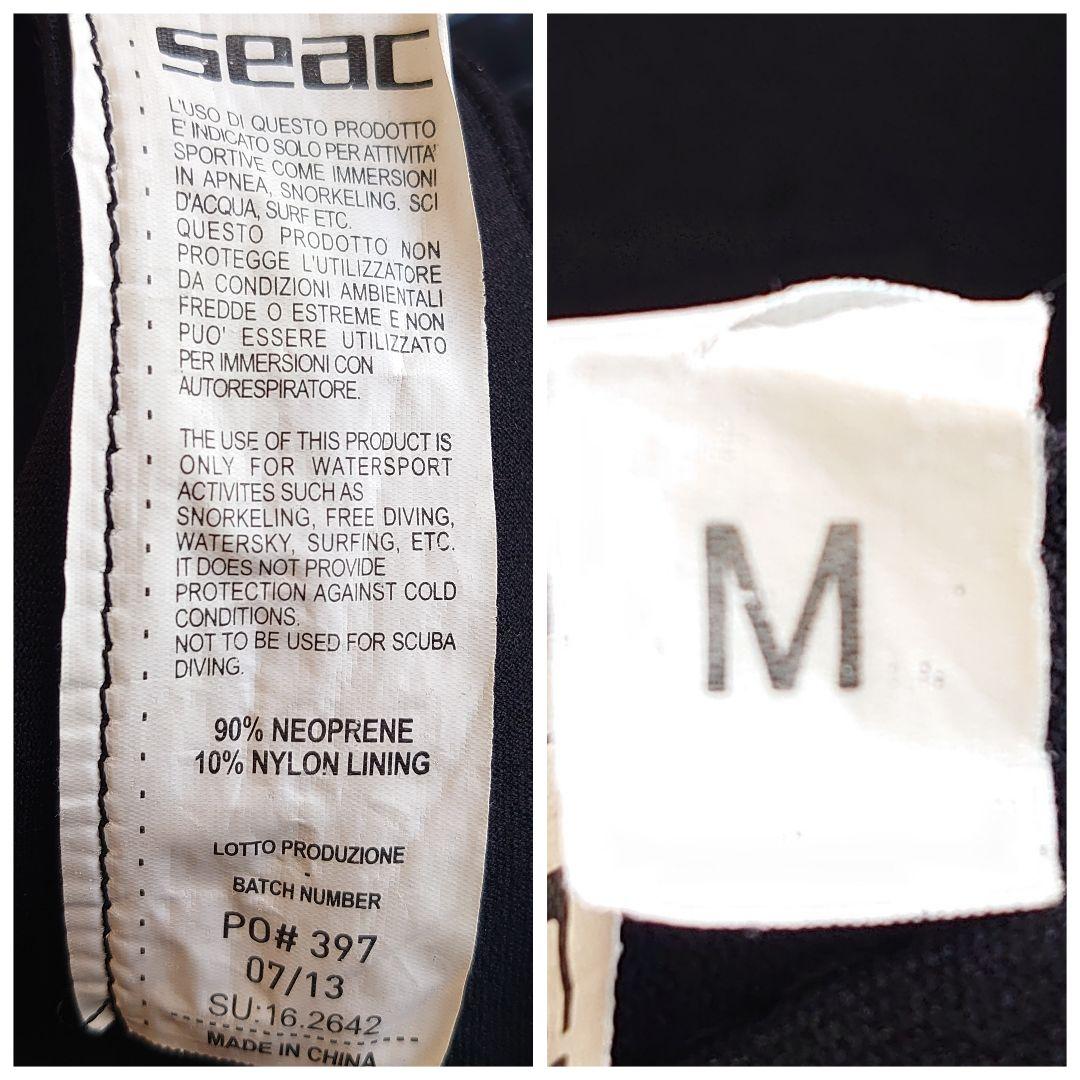 seac
L'USO DI QUESTO PRODOTTO
E' INDICATO SOLO PER ATTIVITA'
SPORTIVE COME IMMERSIONI
IN APNEA, SNORKELING. SCI
D'ACQUA, SURF ETC.
QUESTO PRODOTTO NON
PROTEGGE L'UTILIZZATORE
DA CONDIZIONI AMBIENTALI
FREDDE O ESTREME E NON
PUO' ESSERE UTILIZZATO
PER IMMERSIONI CON
AUTORESPIRATORE.
THE USE OF THIS PRODUCT IS
ONLY FOR WATERSPORT
ACTIVITES SUCH AS
SNORKELING, FREE DIVING,
WATERSKY, SURFING, ETC.
IT DOES NOT PROVIDE
PROTECTION AGAINST COLD
CONDITIONS.
NOT TO BE USED FOR SCUBA
DIVING.
90% NEOPRENE
10% NYLON LINING
LOTTO PRODUZIONE
-
BATCH NUMBER
PO# 397
07/13
SU:16.2642
MADE IN CHINA
M